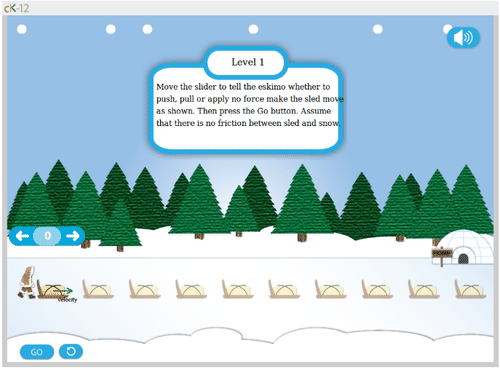 cK-12
Level 1
Move the slider to tell the eskimo whether to
push, pull or apply no force make the sled move
as shown. Then press the Go button. Assume
that there is no friction between sled and snow.
0
HOME
velocity
GO